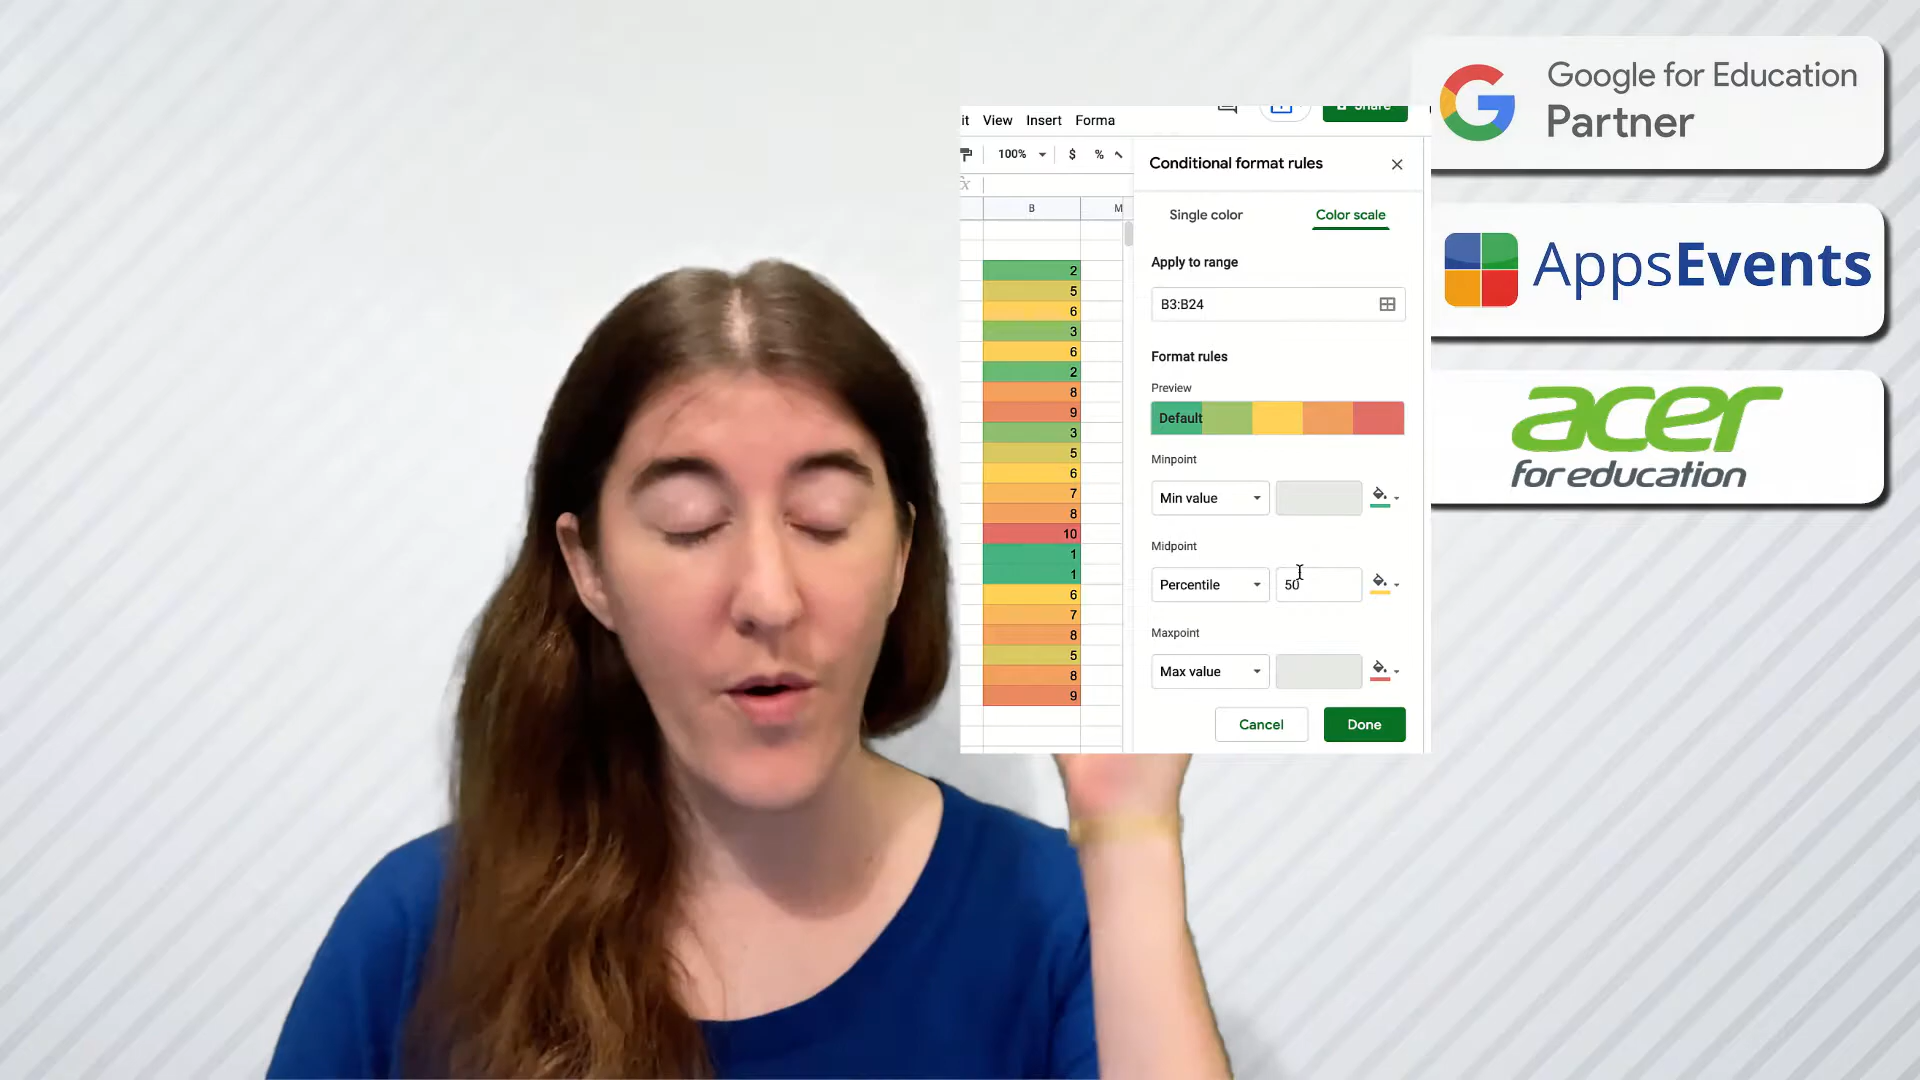 Google for Education
Partner
AppsEvents
acer
for education
Share
it View Insert Forma
100% $ %
fx
B M
2
5
6
3
6
2
8
9
3
5
6
7
8
10
1
1
6
7
8
5
8
9
Conditional format rules
Single color Color scale
Apply to range
B3:B24
Format rules
Preview
Default
Minpoint
Min value
Midpoint
Percentile 50
Maxpoint
Max value
Cancel Done